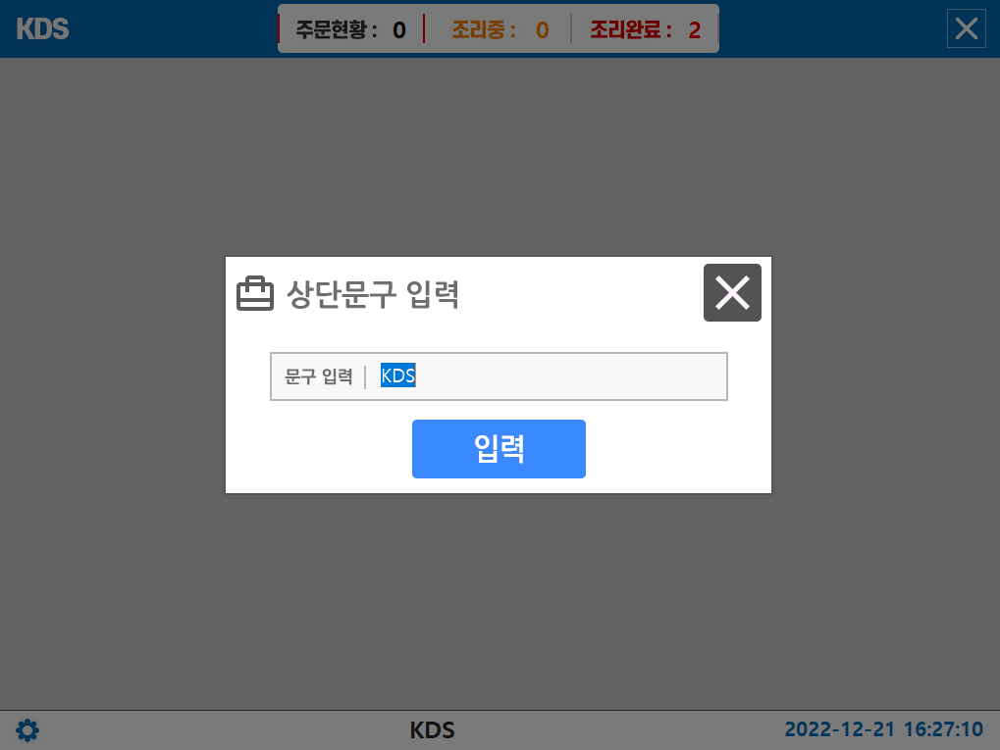 KDS
주문현황 : 0 조리중 : 0 조리완료 : 2
상단문구 입력
문구 입력 KDS
입력
KDS 2022-12-21 16:27:10